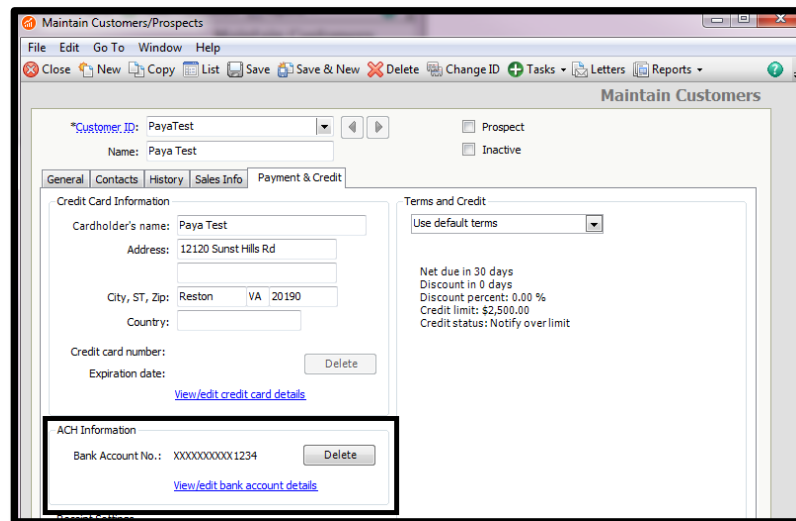 Maintain Customers/Prospects
File Edit Go To Window Help
Close New Copy List Save Save & New Delete Change ID Tasks Letters Reports
Maintain Customers
*Customer ID: PayaTest
Prospect
Name: Paya Test
Inactive
General Contacts History Sales Info Payment & Credit
Credit Card Information
Cardholder's name: Paya Test
Address: 12120 Sunst Hills Rd
City, ST, Zip: Reston VA 20190
Country:
Credit card number:
Expiration date:
Delete
View/edit credit card details
Terms and Credit
Use default terms
Net due in 30 days
Discount in 0 days
Discount percent: 0.00 %
Credit limit: $2,500.00
Credit status: Notify over limit
ACH Information
Bank Account No.: XXXXXXXXXX1234 Delete
View/edit bank account details